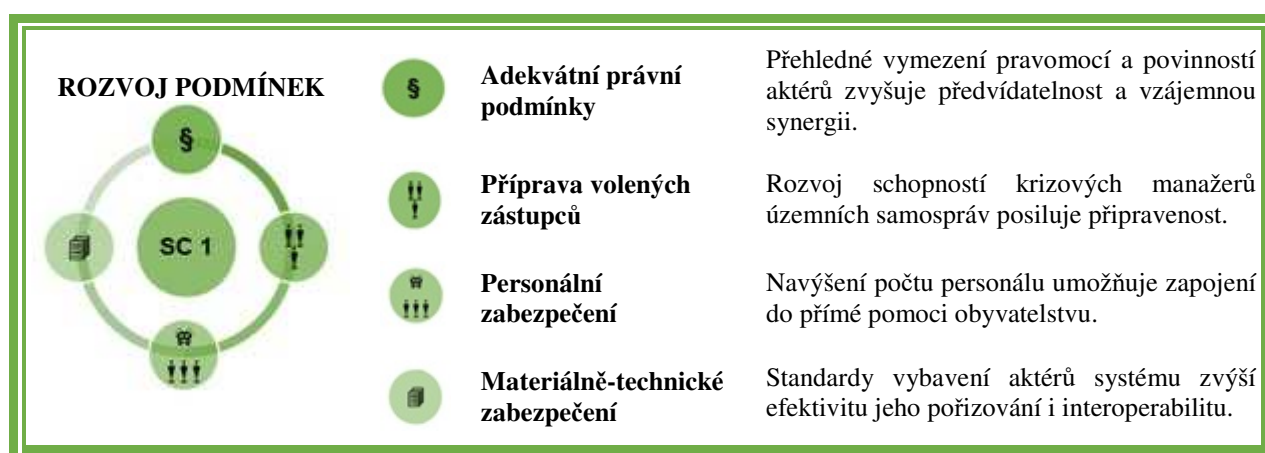 ROZVOJ PODMÍNEK
§
SC 1
§
Adekvátní právní
podmínky
Přehledné vymezení pravomocí a povinností
aktérů zvyšuje předvídatelnost a vzájemnou
synergii.
Příprava volených
zástupců
Rozvoj schopností krizových manažerů
územních samospráv posiluje připravenost.
Personální
zabezpečení
Navýšení počtu personálu umožňuje zapojení
do přímé pomoci obyvatelstvu.
Materiálně-technické
zabezpečení
Standardy vybavení aktérů systému zvýší
efektivitu jeho pořizování i interoperabilitu.